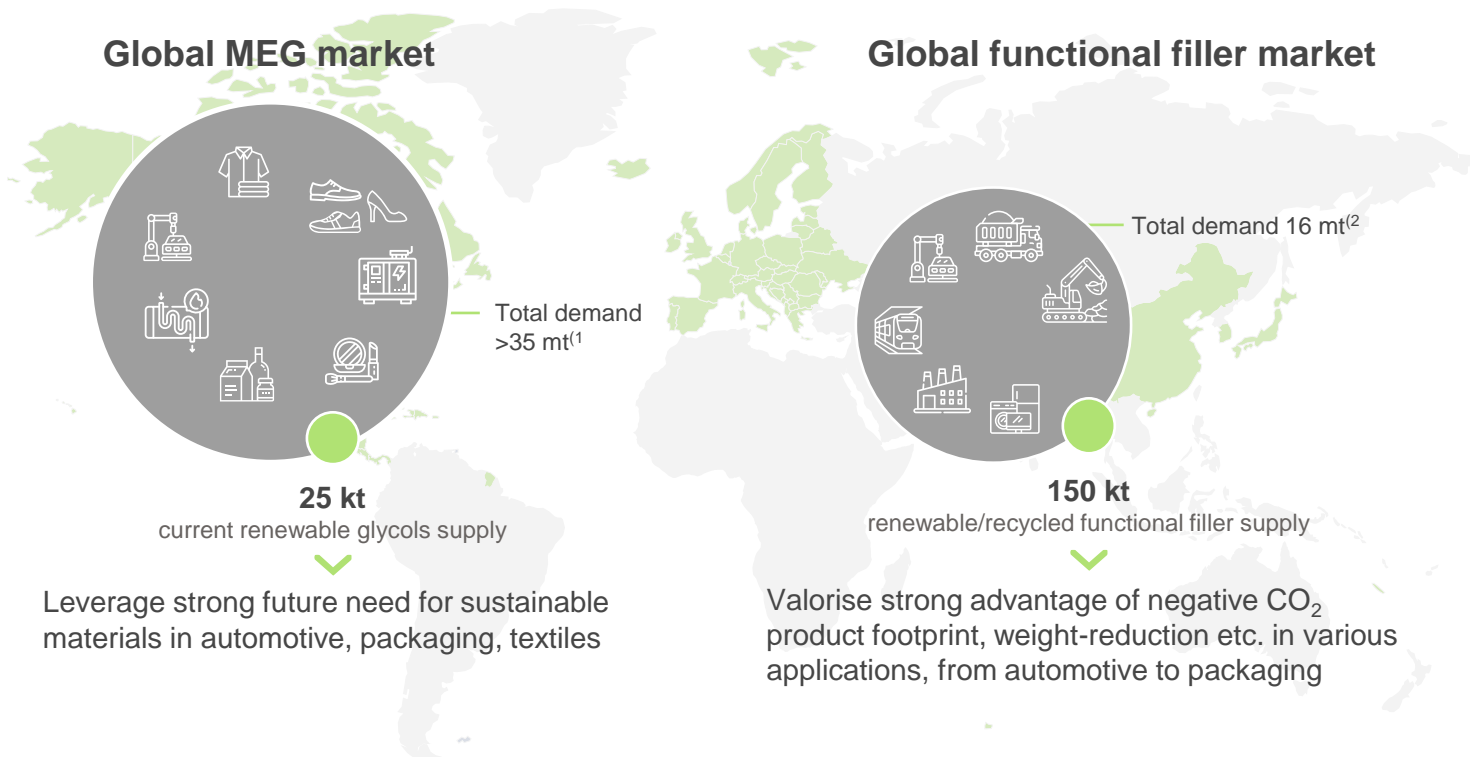 Global MEG market
Total demand
>35 mt(1
25 kt
current renewable glycols supply
Leverage strong future need for sustainable
materials in automotive, packaging, textiles
Global functional filler market
Total demand 16 mt(2
150 kt
renewable/recycled functional filler supply
Valorise strong advantage of negative CO2
product footprint, weight-reduction etc. in various
applications, from automotive to packaging